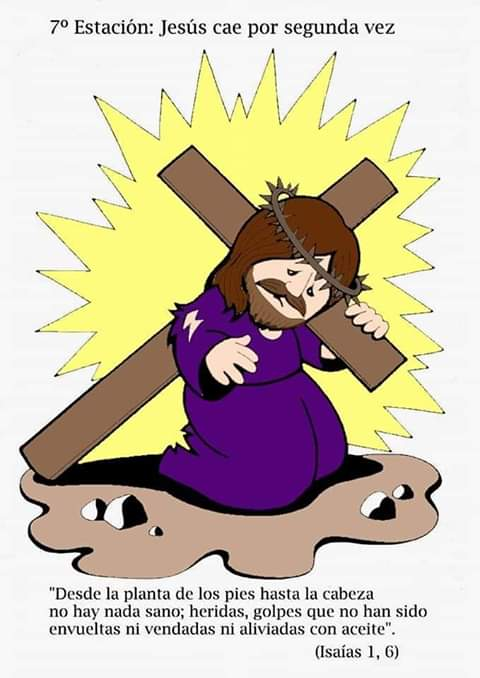 7º Estación: Jesús cae por segunda vez
"Desde la planta de los pies hasta la cabeza
no hay nada sano; heridas, golpes que no han sido
envueltas ni vendadas ni aliviadas con aceite".
(Isaías 1, 6)